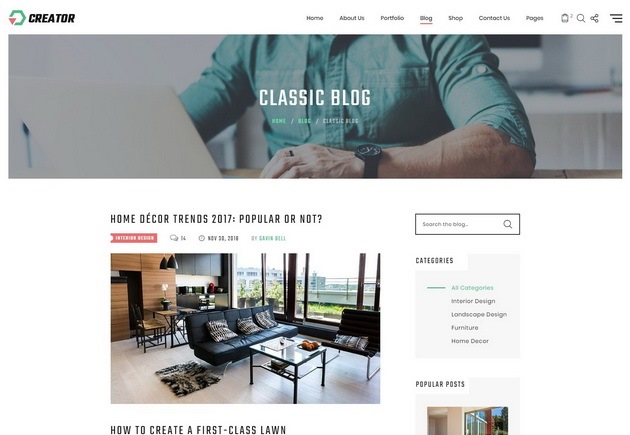 CREATOR
Home About Us Portfolio Blog Shop Contact Us Pages 2
CLASSIC BLOG
HOME / BLOG / CLASSIC BLOG
HOME DÉCOR TRENDS 2017: POPULAR OR NOT?
INTERIOR DESIGN 14 NOV 30, 2016 BY GAVIN BELL
HOW TO CREATE A FIRST-CLASS LAWN
Search the blog...
CATEGORIES
All Categories
Interior Design
Landscape Design
Furniture
Home Decor
POPULAR POSTS